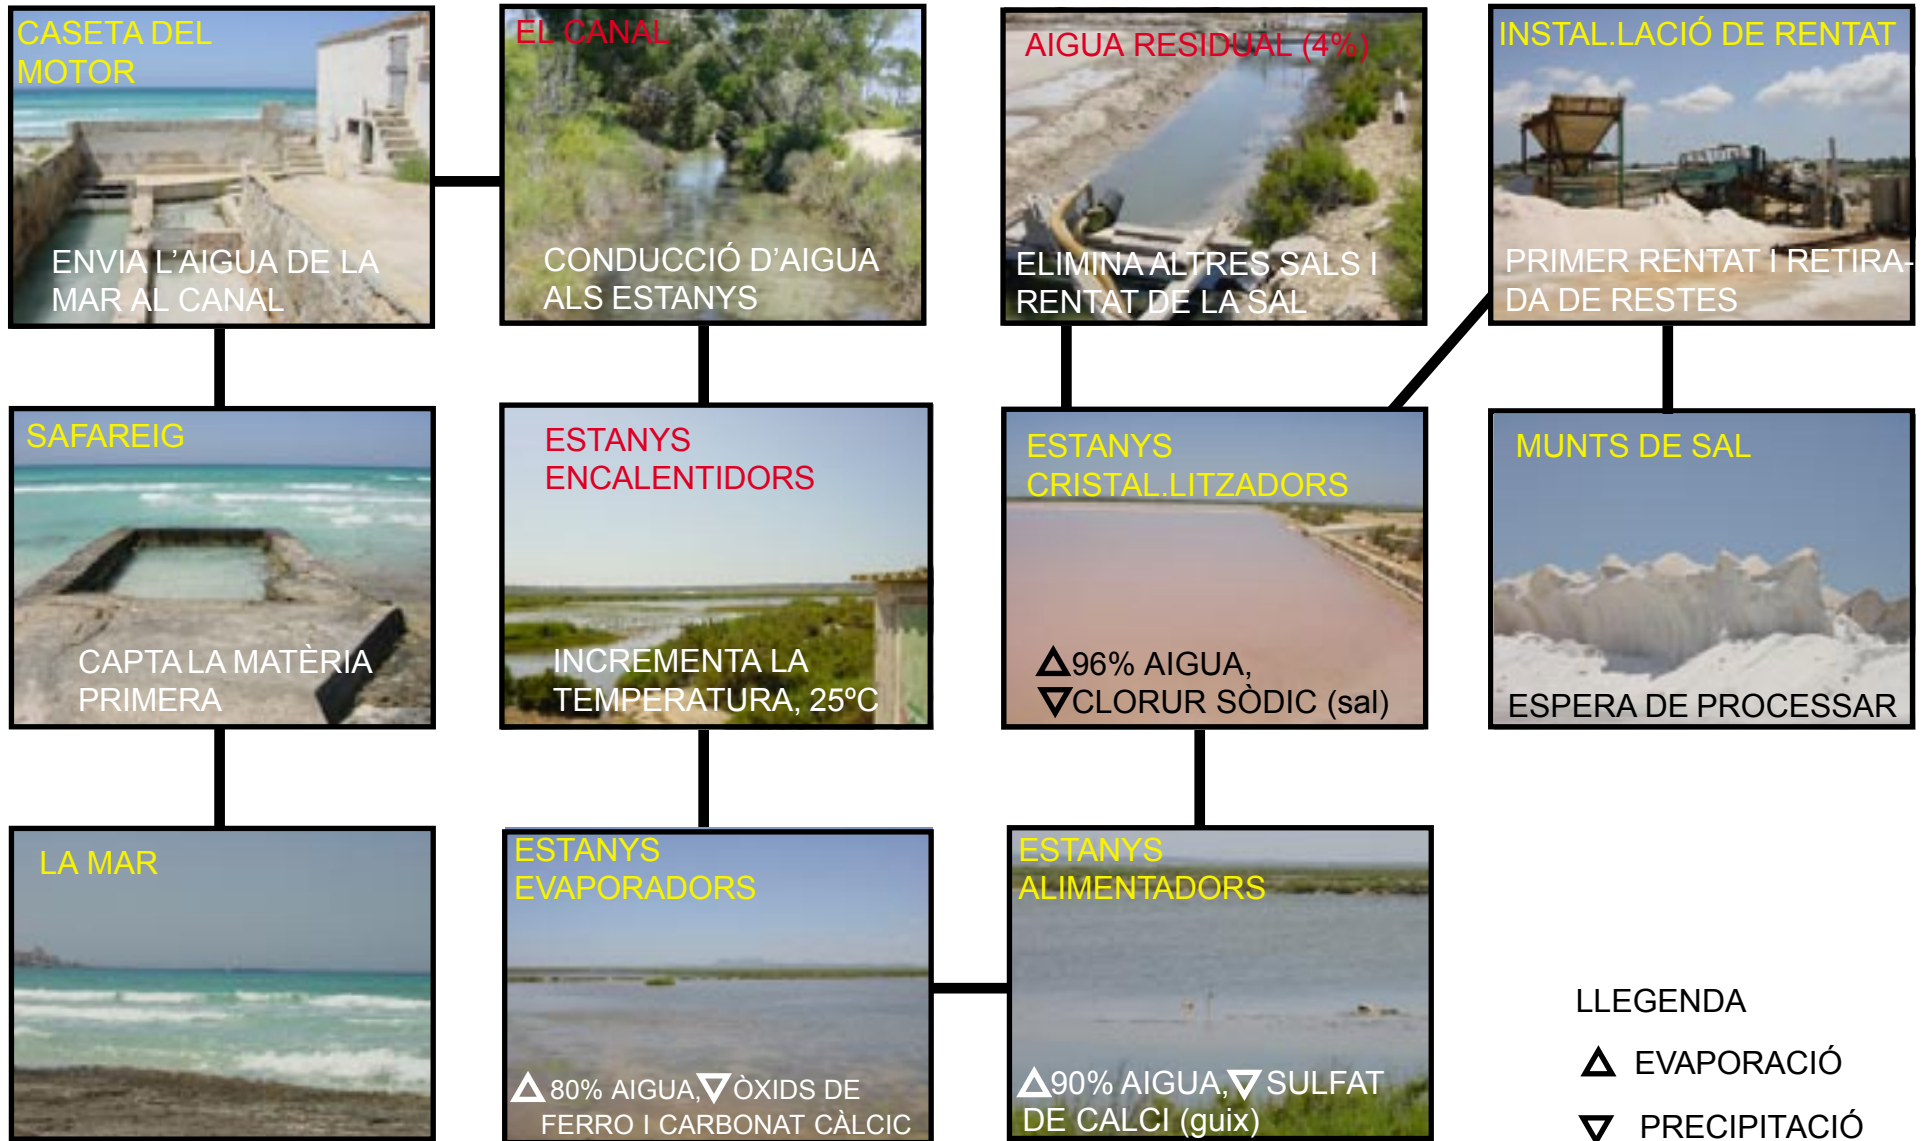 CASETA DEL
MOTOR
ENVIA L'AIGUA DE LA
MAR AL CANAL
EL CANAL
CONDUCCIÓ D'AIGUA
ALS ESTANYS
AIGUA RESIDUAL (4%)
ELIMINA ALTRES SALS I
RENTAT DE LA SAL
INSTAL.LACIÓ DE RENTAT
PRIMER RENTAT I RETIRA-
DA DE RESTES
SAFAREIG
CAPTA LA MATÈRIA
PRIMERA
ESTANYS
ENCALENTIDORS
INCREMENTA LA
TEMPERATURA, 25ºC
ESTANYS
CRISTAL.LITZADORS
△96% AIGUA,
▽CLORUR SÒDIC (sal)
MUNTS DE SAL
ESPERA DE PROCESSAR
LA MAR
ESTANYS
EVAPORADORS
△ 80% AIGUA,▽ÒXIDS DE
FERRO I CARBONAT CÀLCIC
ESTANYS
ALIMENTADORS
△90% AIGUA,▽SULFAT
DE CALCI (guix)
LLEGENDA
△ EVAPORACIÓ
▽ PRECIPITACIÓ